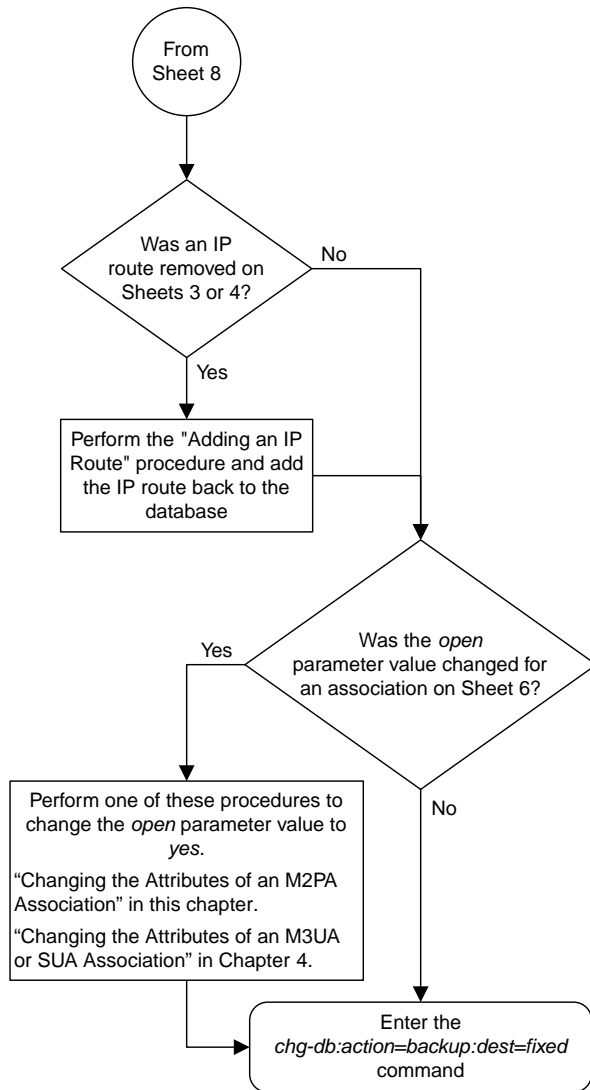 From
Sheet 8
Was an IP
route removed on
Sheets 3 or 4?
No
Yes
Perform the "Adding an IP
Route" procedure and add
the IP route back to the
database
Was the open
parameter value changed for
an association on Sheet 6?
Yes
No
Perform one of these procedures to
change the open parameter value to
yes.
“Changing the Attributes of an M2PA
Association” in this chapter.
“Changing the Attributes of an M3UA
or SUA Association” in Chapter 4.
Enter the
chg-db:action=backup:dest=fixed
command